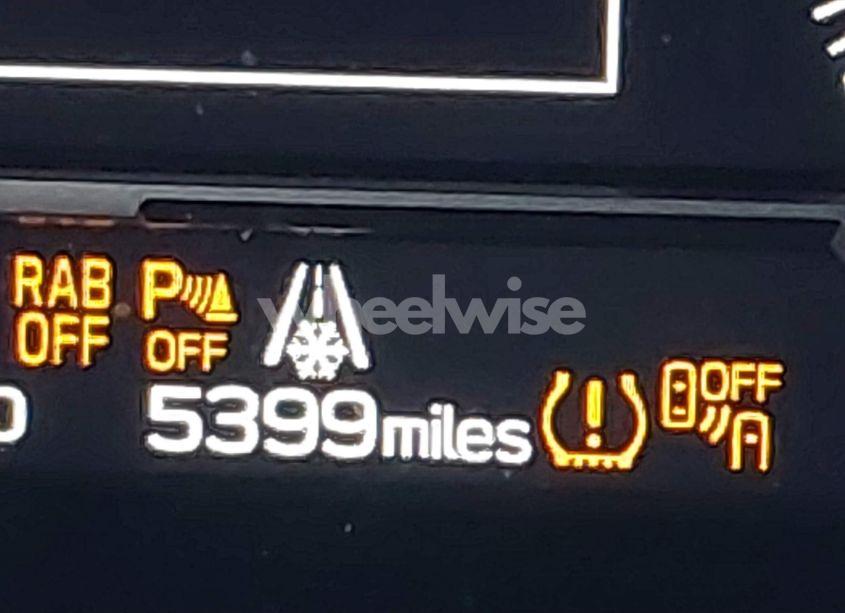 RAB
OFF
P
OFF
wheelwise
5399miles
OFF